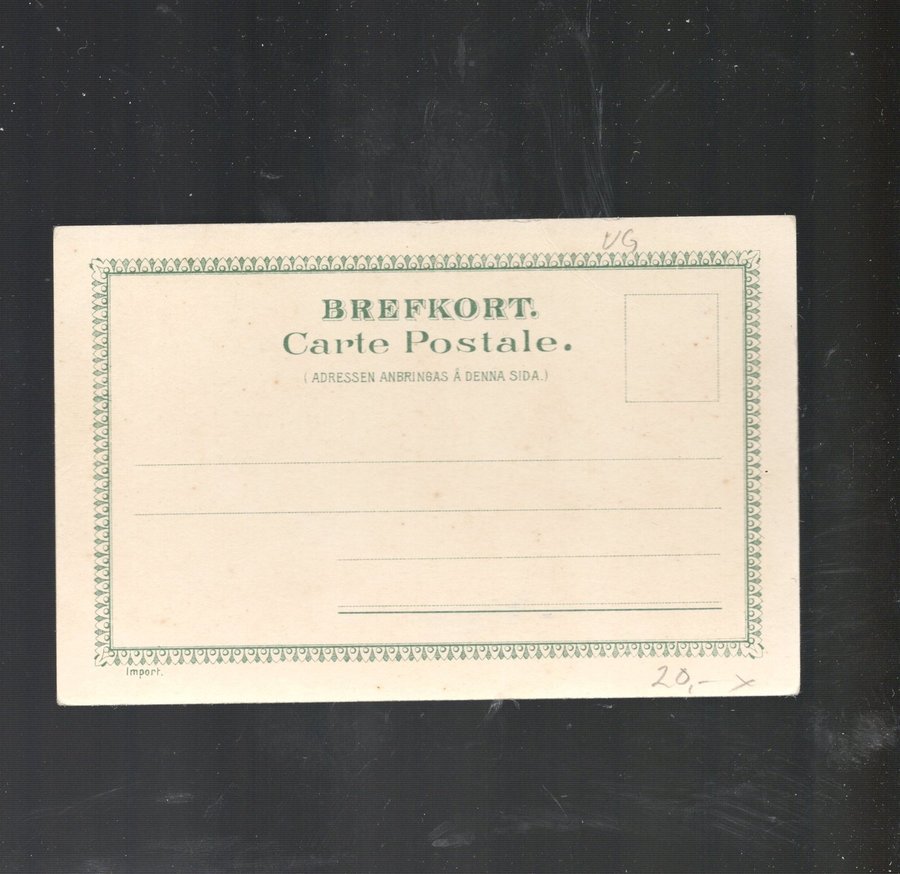 VG
BREFKORT.
Carte Postale.
(ADRESSEN ANBRINGAS Å DENNA SIDA.)
Import.
20,- x